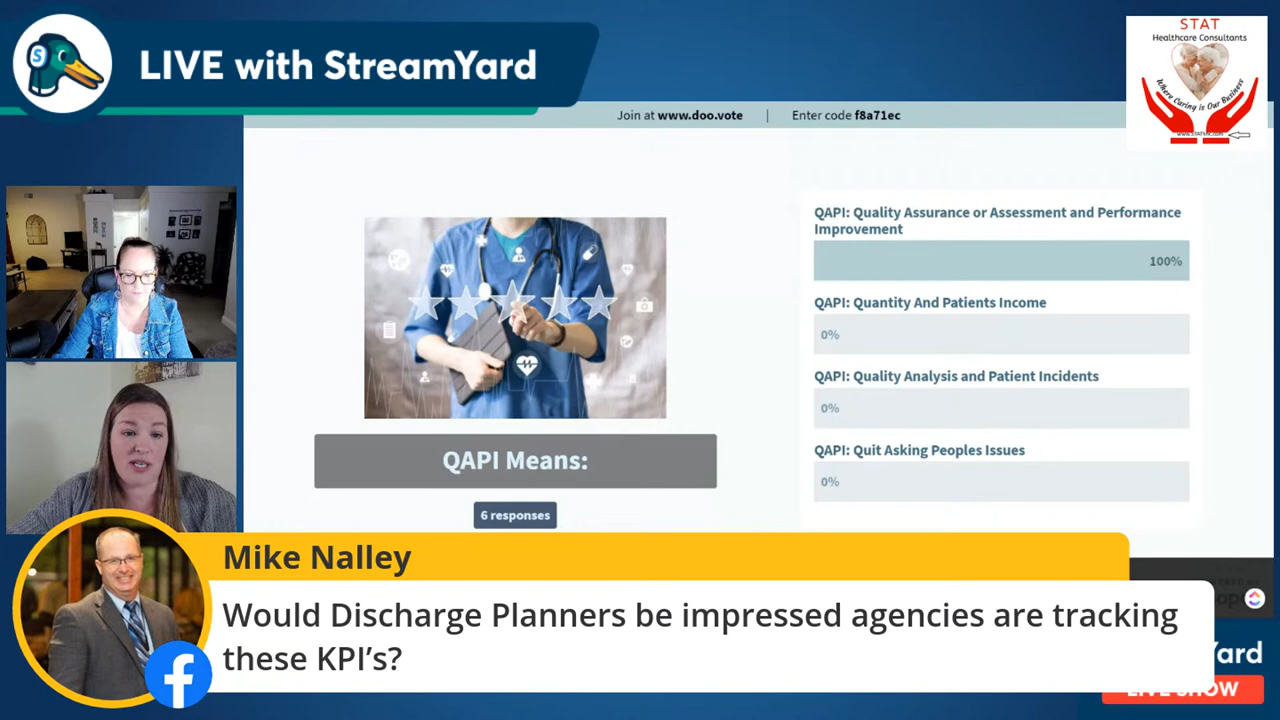 LIVE with StreamYard
STAT
Healthcare Consultants
Where Caring is Our Business
Join at www.doo.vote | Enter code f8a71ec
QAPI: Quality Assurance or Assessment and Performance
Improvement
100%
QAPI: Quantity And Patients Income
0%
QAPI: Quality Analysis and Patient Incidents
0%
QAPI: Quit Asking Peoples Issues
0%
QAPI Means:
6 responses
Mike Nalley
Would Discharge Planners be impressed agencies are tracking
these KPI's?
Yard
LIVE SHOW